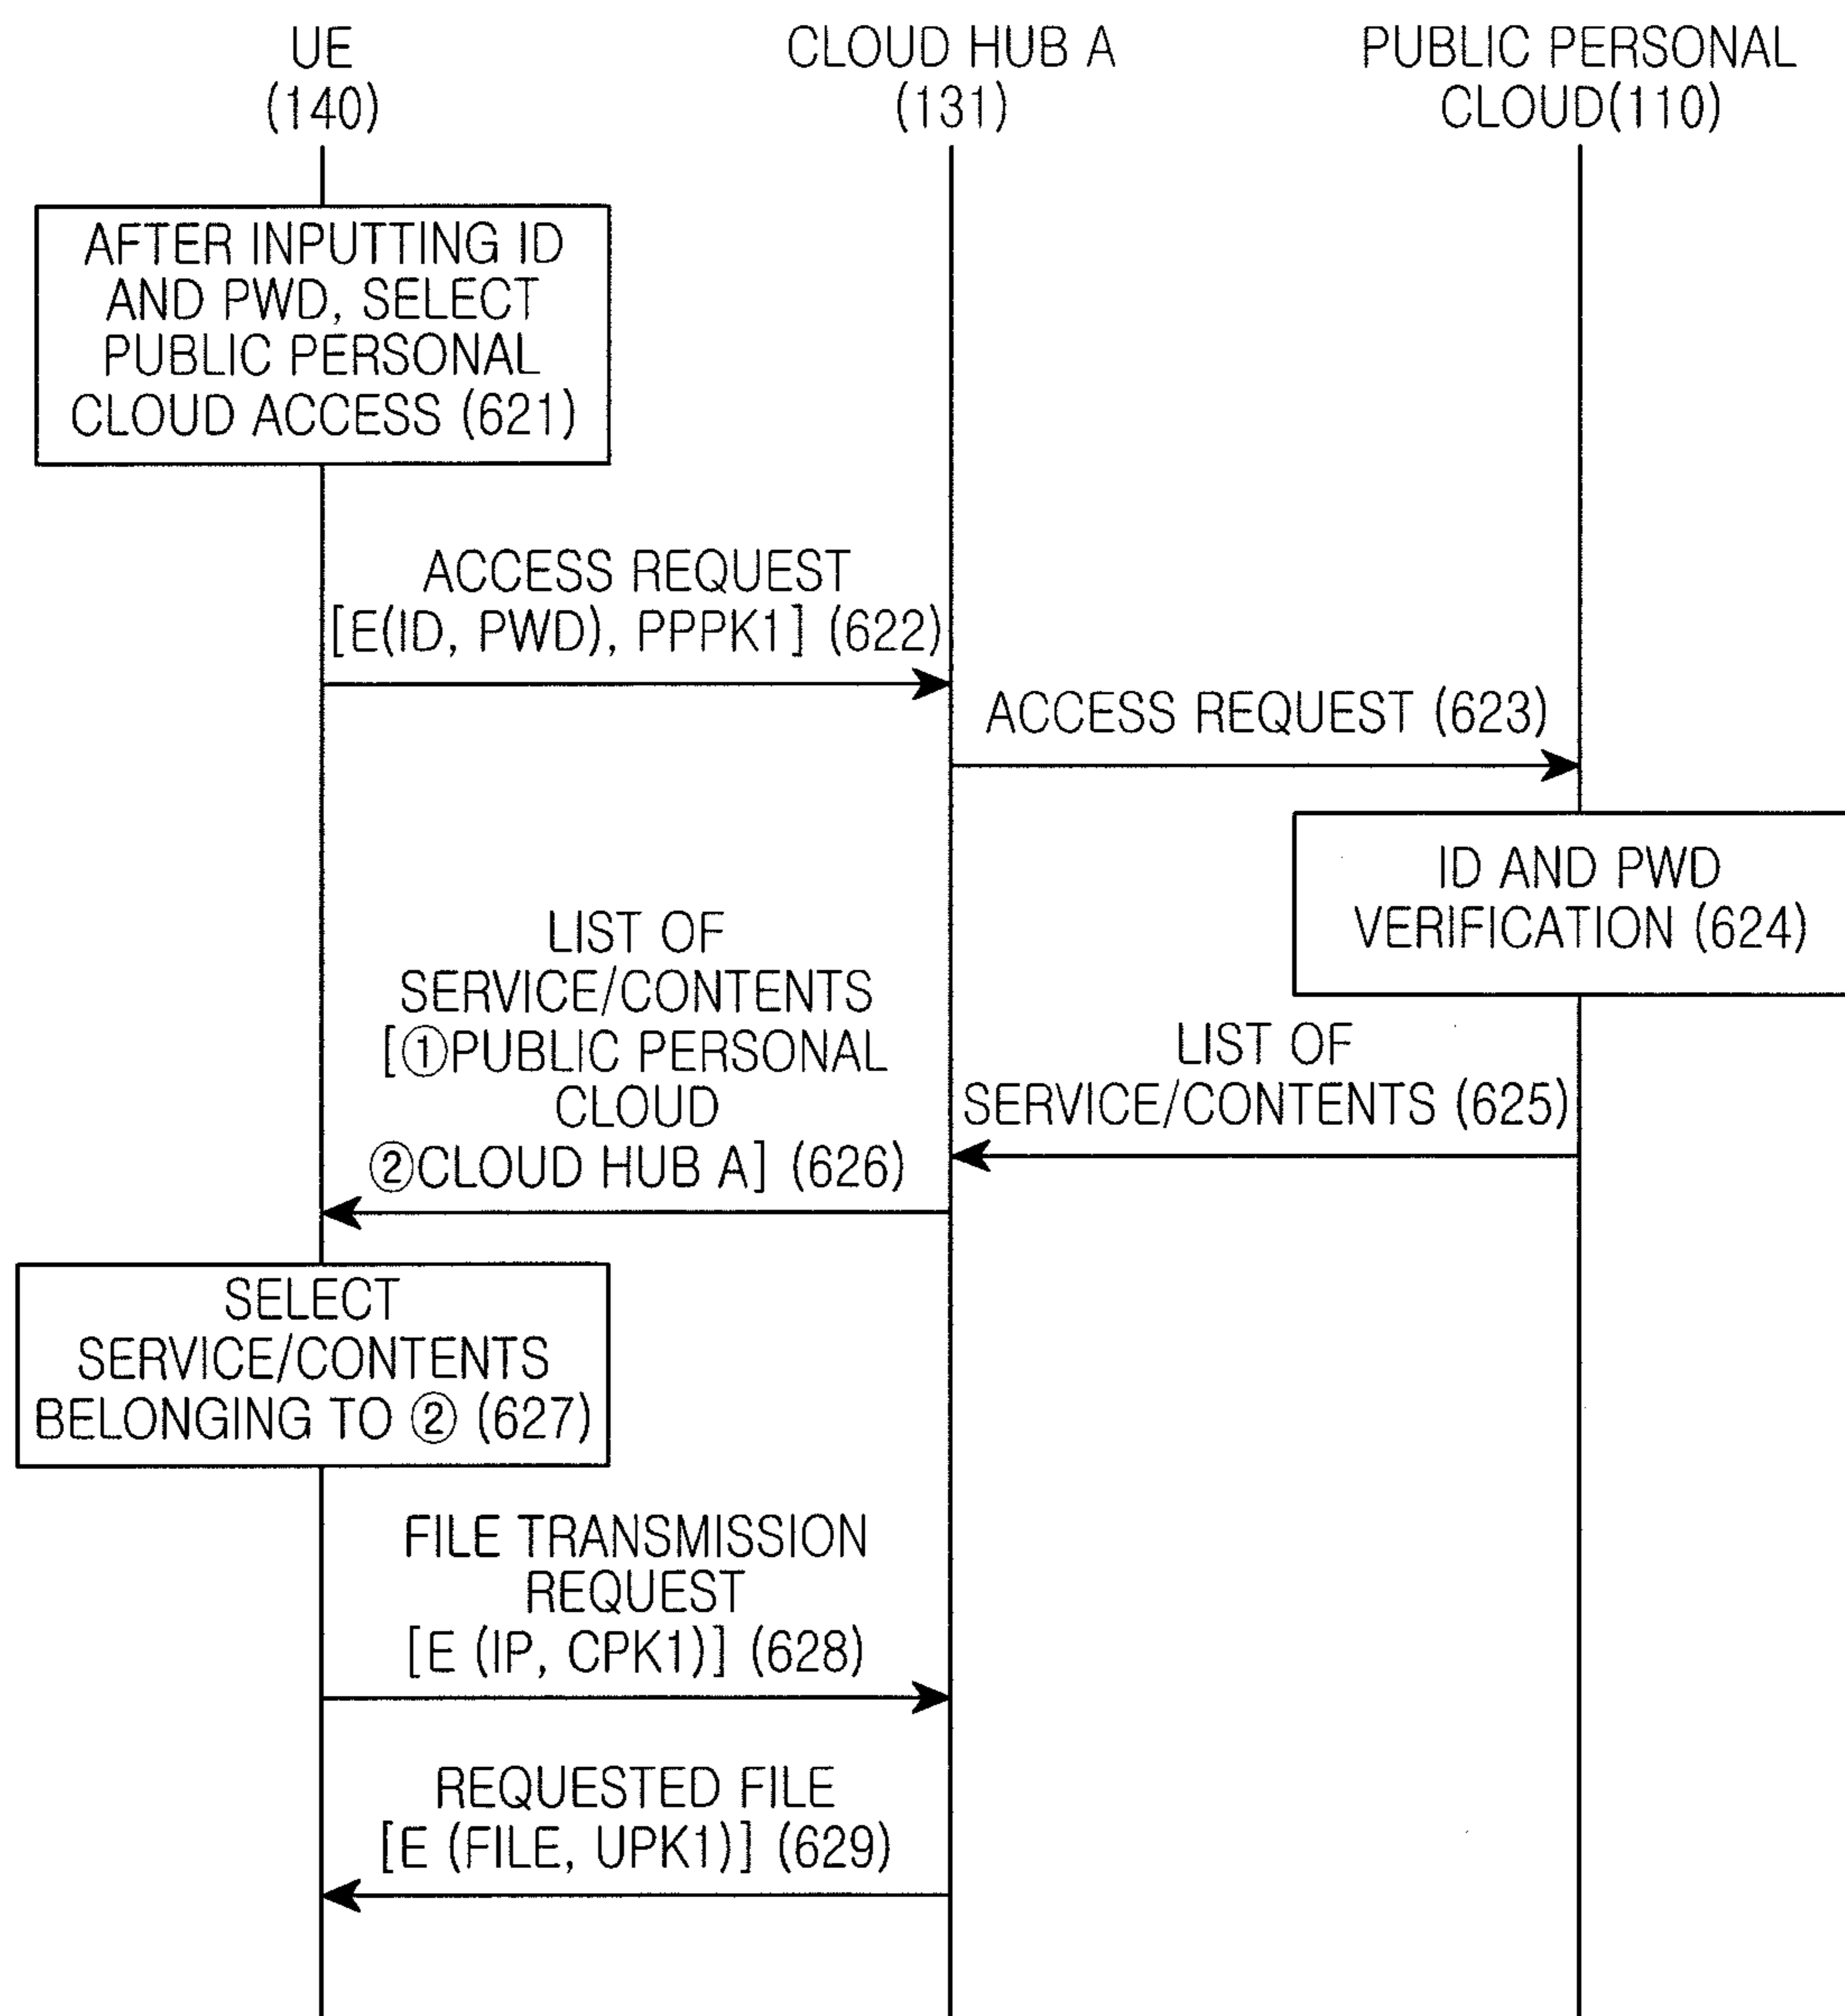 UE
(140)
CLOUD HUB A
(131)
PUBLIC PERSONAL
CLOUD(110)
AFTER INPUTTING ID
AND PWD, SELECT
PUBLIC PERSONAL
CLOUD ACCESS (621)
ACCESS REQUEST
[E(ID, PWD), PPPK1] (622)
ACCESS REQUEST (623)
ID AND PWD
VERIFICATION (624)
LIST OF
SERVICE/CONTENTS (625)
LIST OF
SERVICE/CONTENTS
[①PUBLIC PERSONAL
CLOUD
②CLOUD HUB A] (626)
SELECT
SERVICE/CONTENTS
BELONGING TO ② (627)
FILE TRANSMISSION
REQUEST
[E (IP, CPK1)] (628)
REQUESTED FILE
[E (FILE, UPK1)] (629)